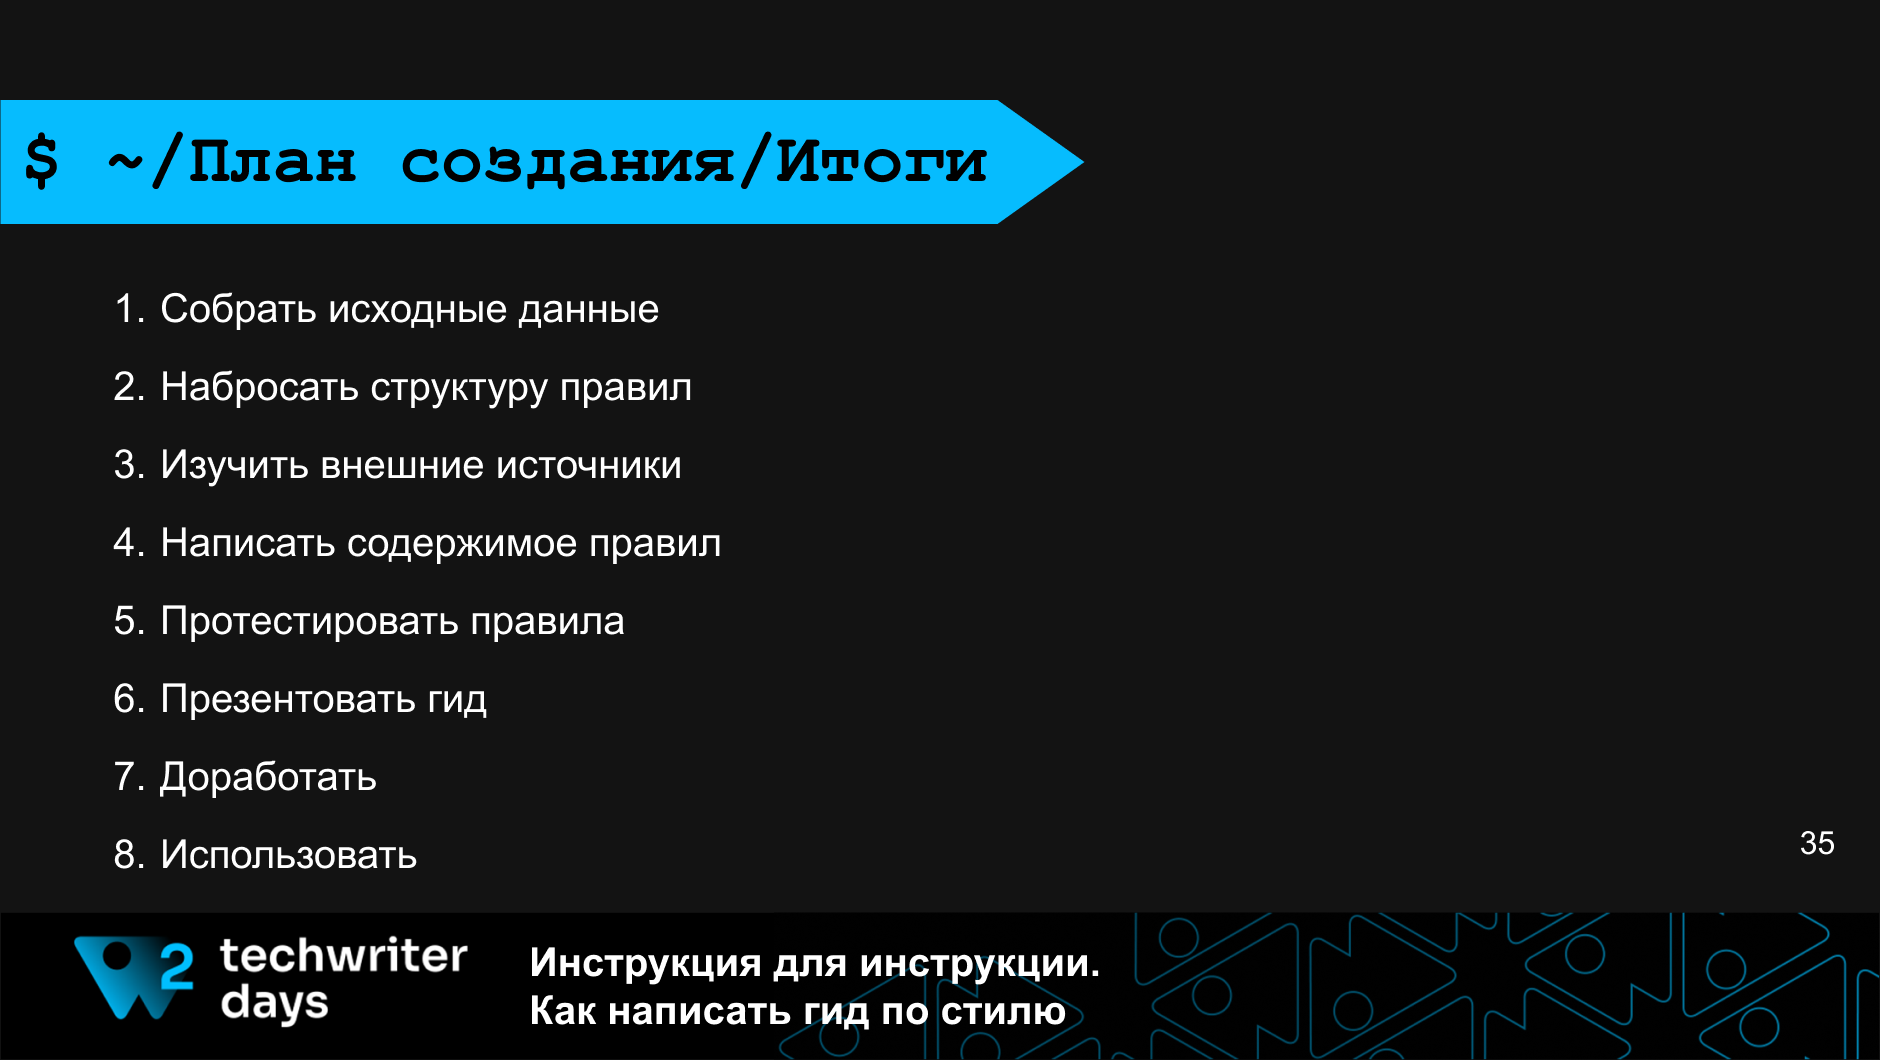 $ ~/План создания/Итоги
1. Собрать исходные данные
2. Набросать структуру правил
3. Изучить внешние источники
4. Написать содержимое правил
5. Протестировать правила
6. Презентовать гид
7. Доработать
8. Использовать
35
2 techwriter
days
Инструкция для инструкции.
Как написать гид по стилю